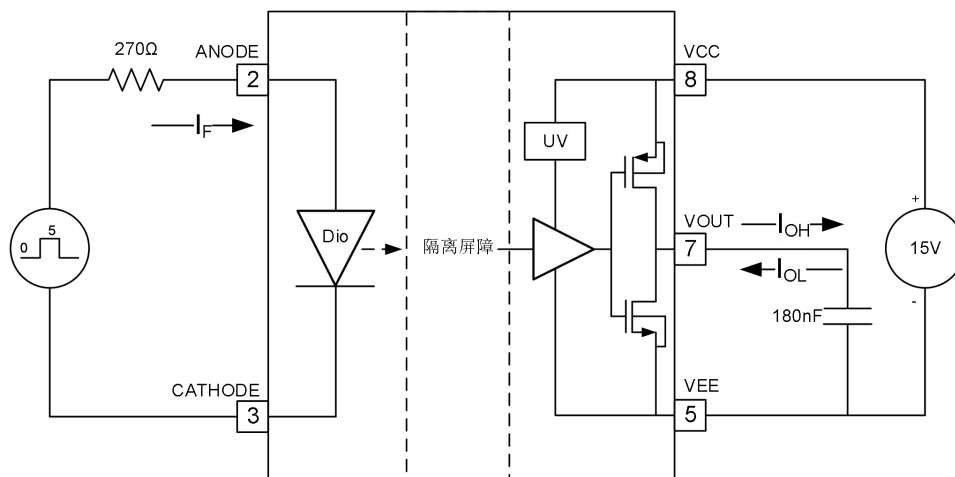 270Ω
ANODE
2
I_F
0 5
CATHODE
3
Dio
隔离屏障
UV
VCC
8
VOUT
7
I_OH
I_OL
180nF
+
15V
-
VEE
5